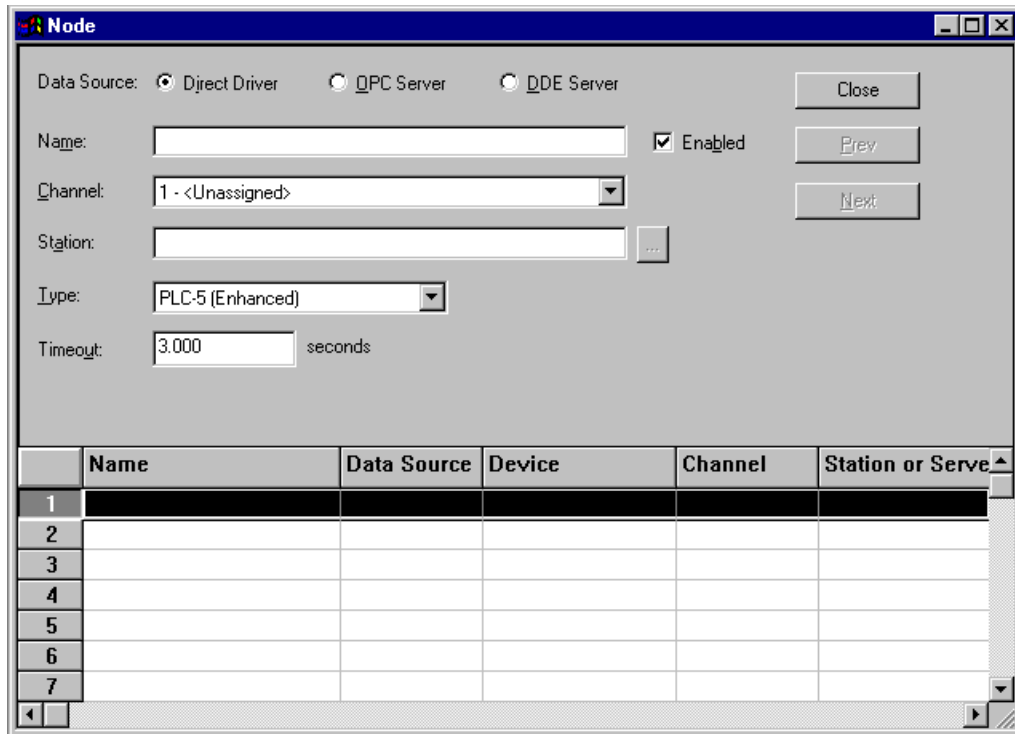 Node
Data Source: Direct Driver OPC Server DDE Server Close
Name: Enabled Prev
Channel: 1 - <Unassigned> Next
Station: ...
Type: PLC-5 (Enhanced)
Timeout: 3.000 seconds
Name Data Source Device Channel Station or Serve
1
2
3
4
5
6
7